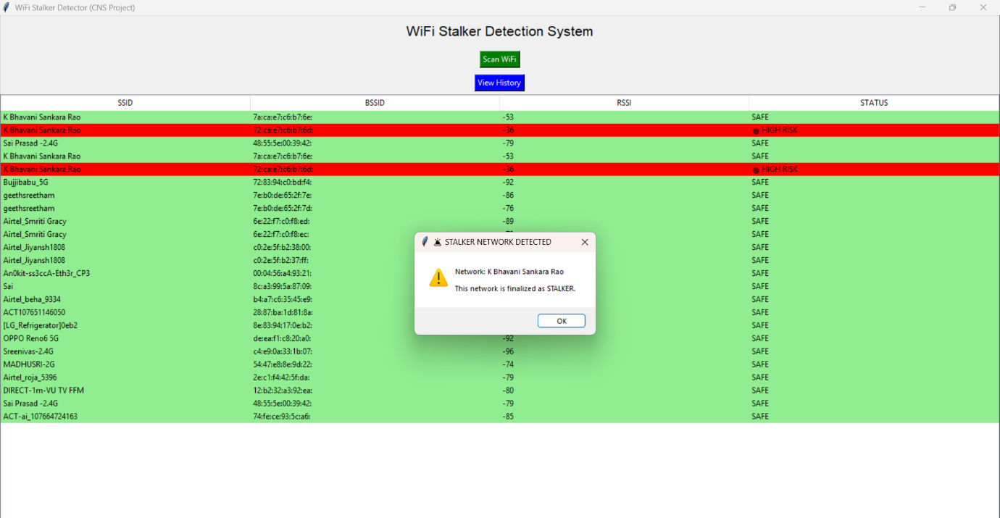 WiFi Stalker Detector (CNS Project)
WiFi Stalker Detection System
Scan WiFi
View History
SSID BSSID RSSI STATUS
K Bhavani Sankara Rao 7a:ca:e7:c6:b7:6e: -53 SAFE
K Bhavani Sankara Rao 72:ca:e7:c6:b7:6d: -36 HIGH RISK
Sai Prasad -2.4G 48:55:5e:00:39:42: -79 SAFE
K Bhavani Sankara Rao 7a:ca:e7:c6:b7:6e: -53 SAFE
K Bhavani Sankara Rao 72:ca:e7:c6:b7:6d: -36 HIGH RISK
Bujjibabu_5G 72:83:94:c0:bd:f4: -92 SAFE
geethsreetham 7e:b0:de:65:2f:7e: -86 SAFE
geethsreetham 7e:b0:de:65:2f:7d: -76 SAFE
Airtel_Smriti Gracy 6e:22:f7:c0:f8:ed: -89 SAFE
Airtel_Smriti Gracy 6e:22:f7:c0:f8:ec: SAFE
Airtel_Jiyansh1808 c0:2e:5f:b2:38:00: SAFE
Airtel_Jiyansh1808 c0:2e:5f:b2:37:ff: SAFE
An0kit-ss3ccA-Eth3r_CP3 00:04:56:a4:93:21: SAFE
Sai 8c:a3:99:5a:87:09: SAFE
Airtel_beha_9334 b4:a7:c6:35:45:e9: SAFE
ACT107651146050 28:87:ba:1d:81:8a: SAFE
[LG_Refrigerator]0eb2 8e:83:94:17:0e:b2: SAFE
OPPO Reno6 5G de:ea:f1:c8:20:a0: -92 SAFE
Sreenivas-2.4G c4:e9:0a:33:1b:07: -96 SAFE
MADHUSRI-2G 54:47:e8:8e:9d:22: -74 SAFE
Airtel_roja_5396 2e:c1:f4:42:5f:da: -79 SAFE
DIRECT-1m-VU TV FFM 12:b2:32:a3:92:ea: -80 SAFE
Sai Prasad -2.4G 48:55:5e:00:39:42: -79 SAFE
ACT-ai_107664724163 74:fe:ce:93:5c:a6: -85 SAFE
STALKER NETWORK DETECTED
Network: K Bhavani Sankara Rao
This network is finalized as STALKER.
OK